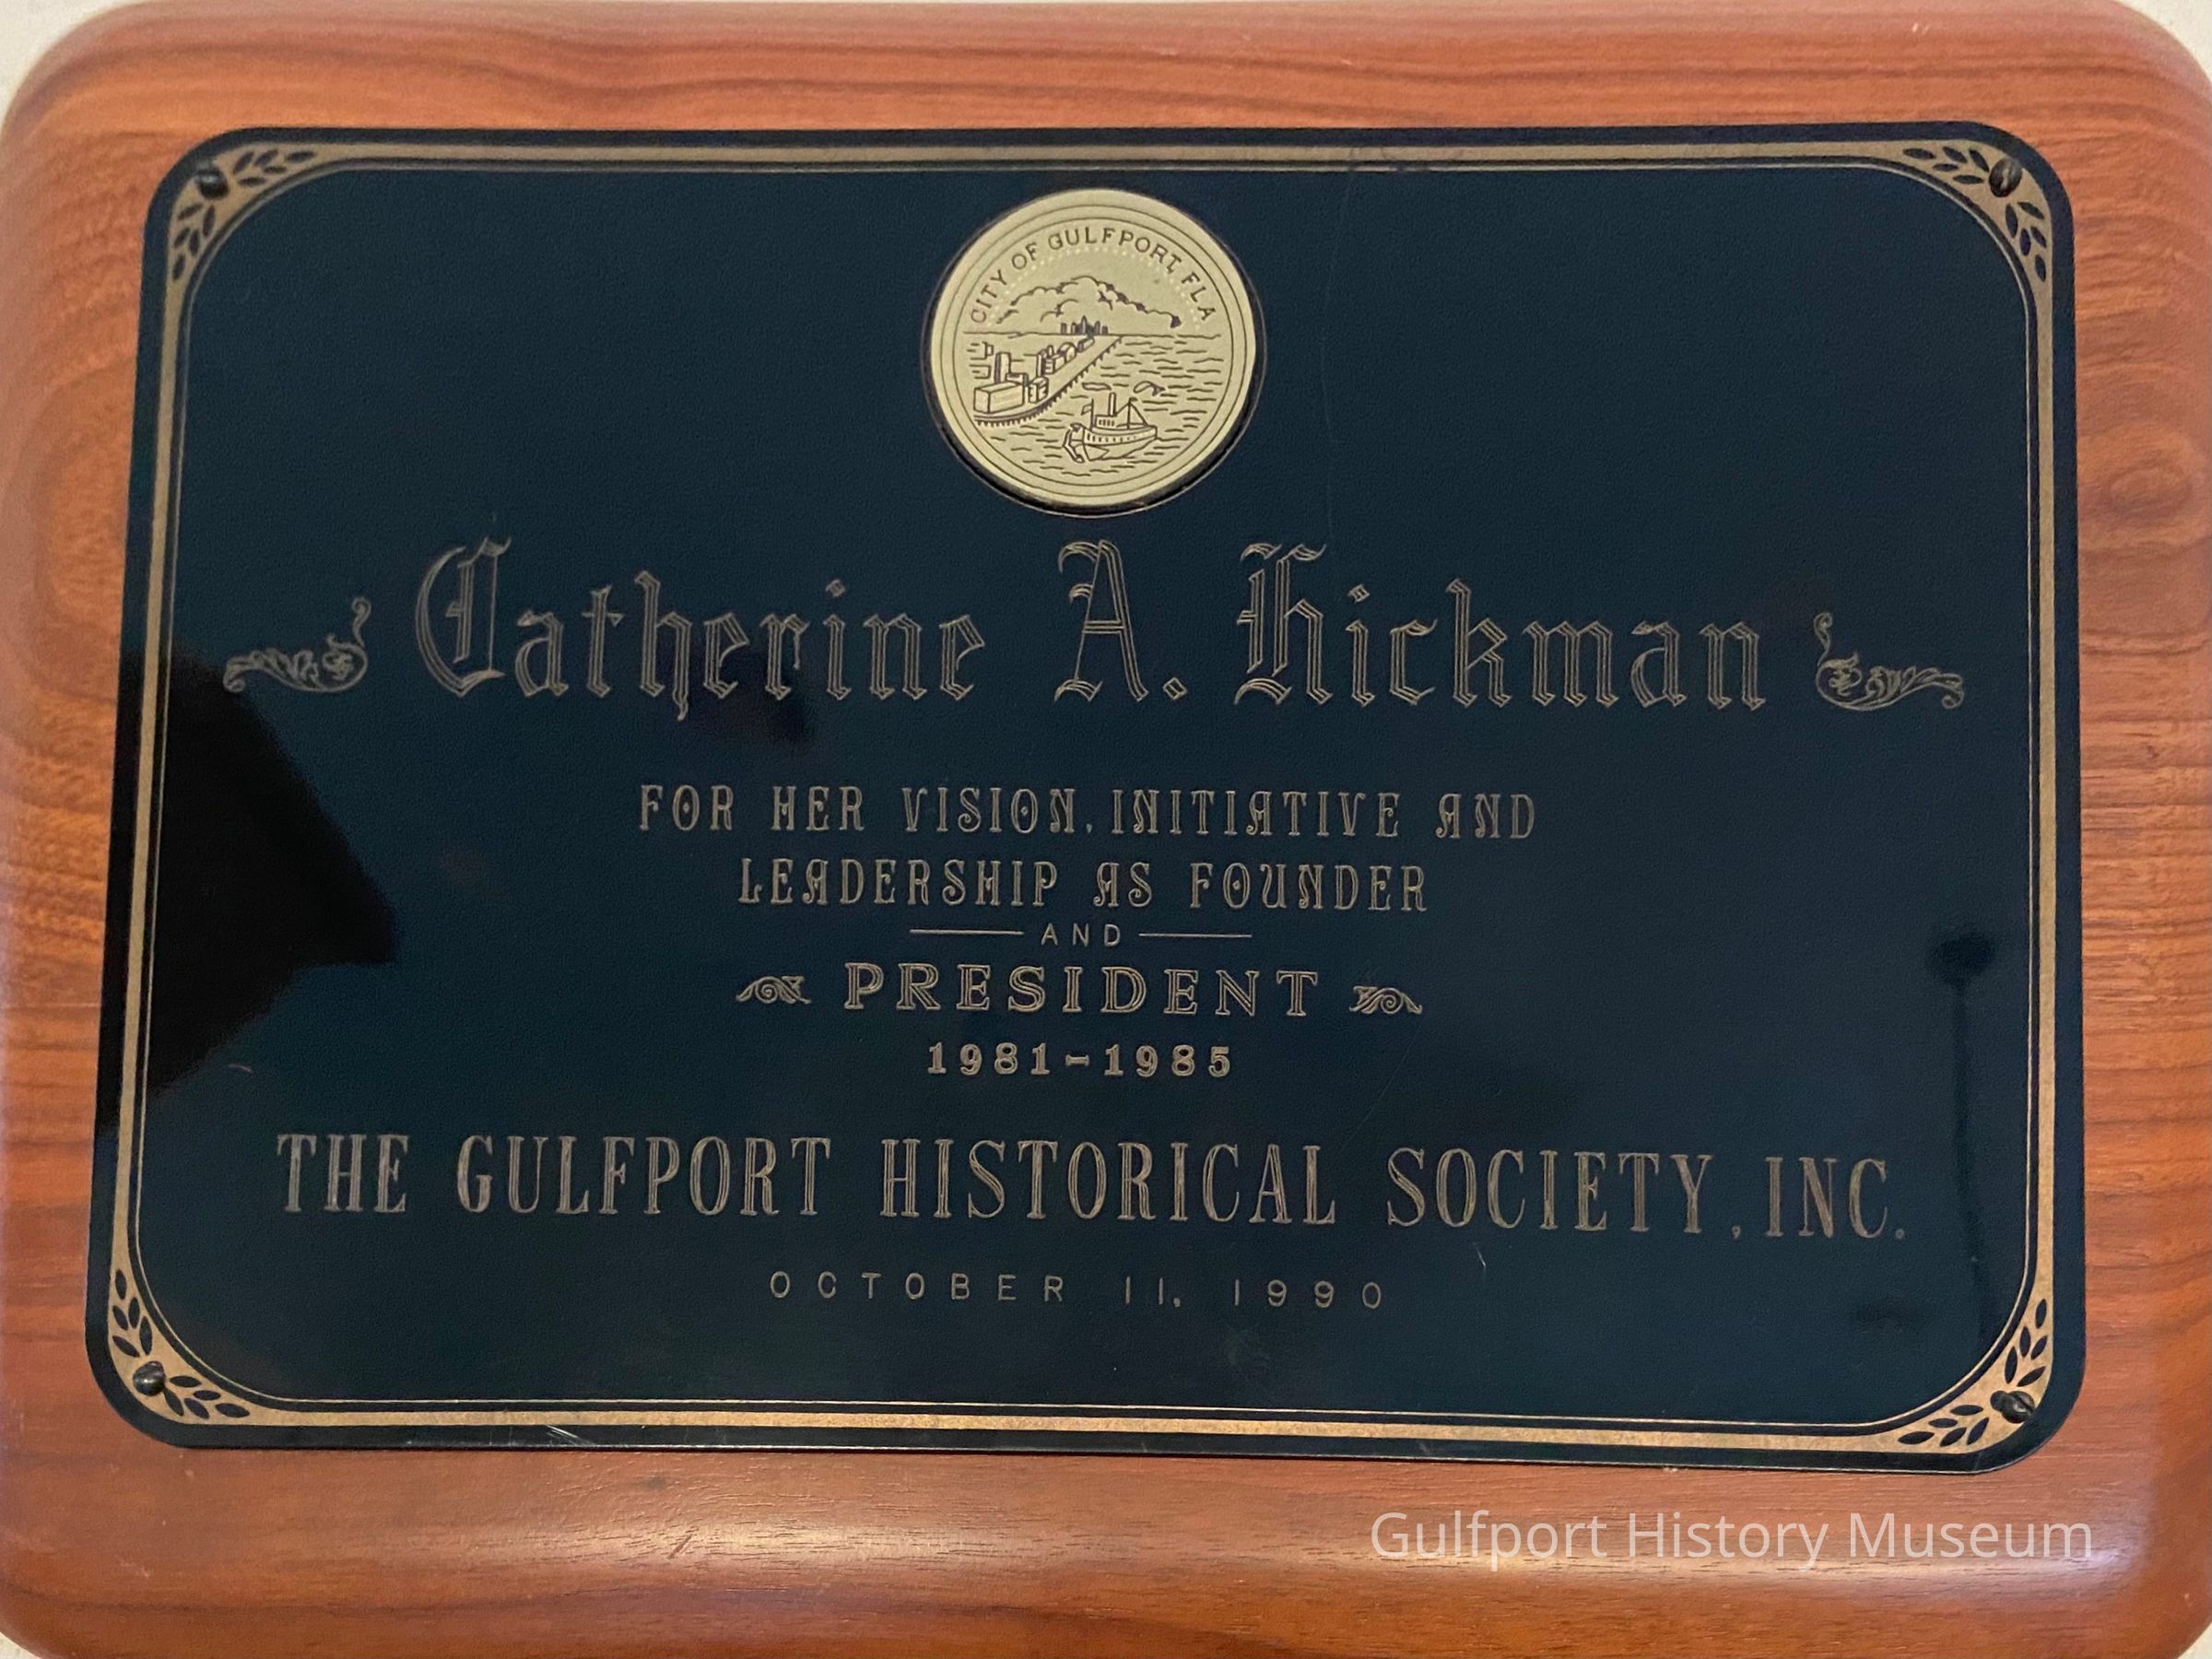 CITY OF GULFPORT, FLA
Catherine A. Hickman
FOR HER VISION, INITIATIVE AND
LEADERSHIP AS FOUNDER
AND
PRESIDENT
1981-1985
THE GULFPORT HISTORICAL SOCIETY, INC.
OCTOBER 11, 1990
Gulfport History Museum